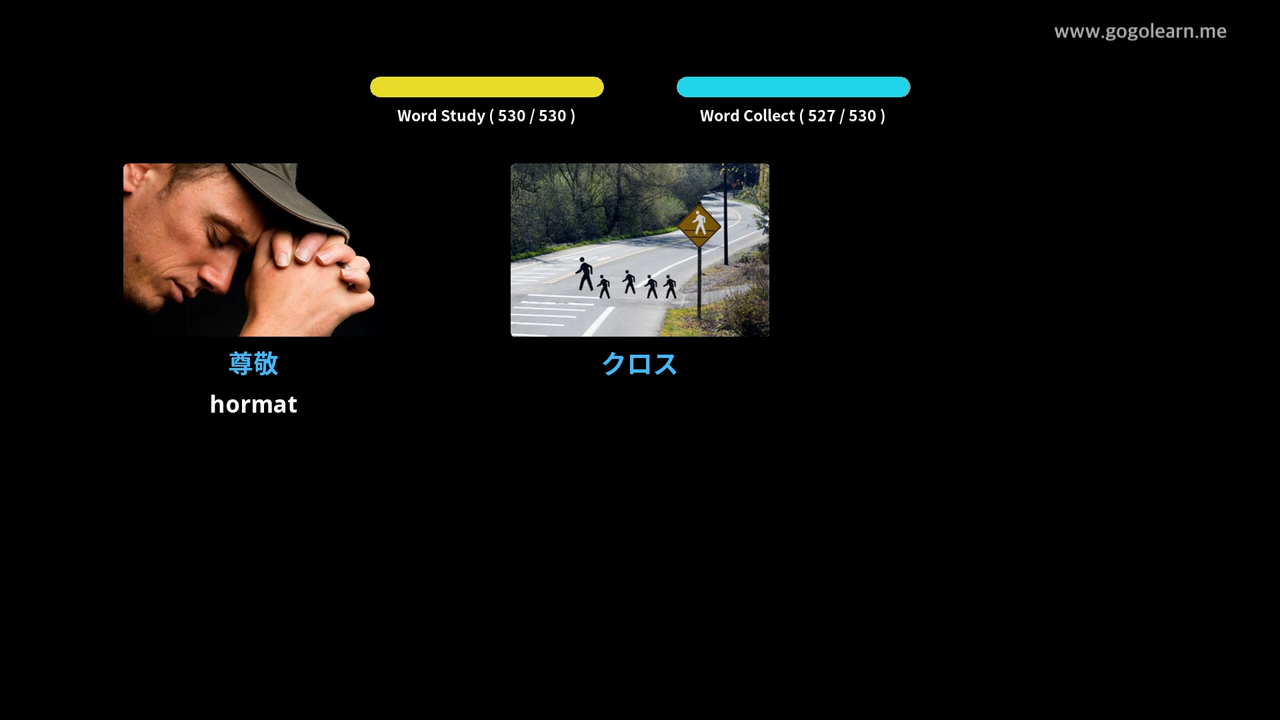 www.gogolearn.me
Word Study ( 530 / 530 )
Word Collect ( 527 / 530 )
尊敬
クロス
hormat